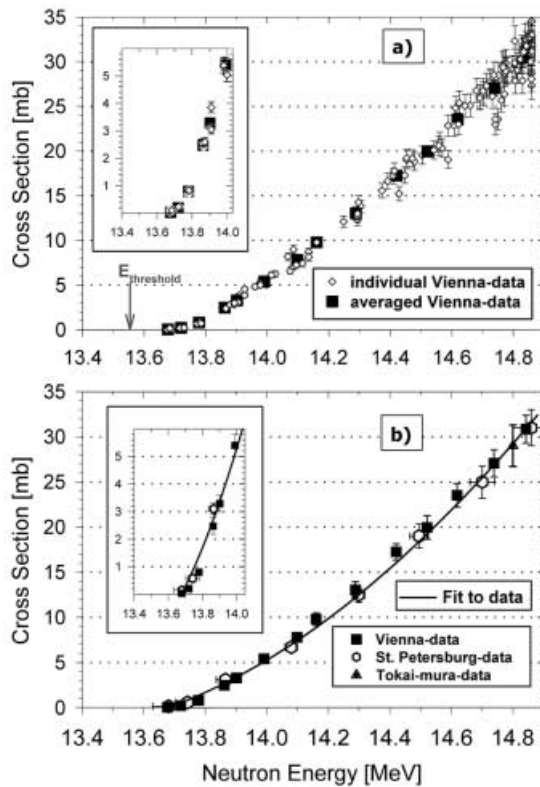 a)
Cross Section [mb]
35
30
25
20
15
10
5
0
5
4
3
2
1
13.4 13.6 13.8 14.0
E threshold
individual Vienna-data
averaged Vienna-data
13.4 13.6 13.8 14.0 14.2 14.4 14.6 14.8
b)
Cross Section [mb]
35
30
25
20
15
10
5
0
5
4
3
2
1
13.4 13.6 13.8 14.0
Fit to data
Vienna-data
St. Petersburg-data
Tokai-mura-data
13.4 13.6 13.8 14.0 14.2 14.4 14.6 14.8
Neutron Energy [MeV]